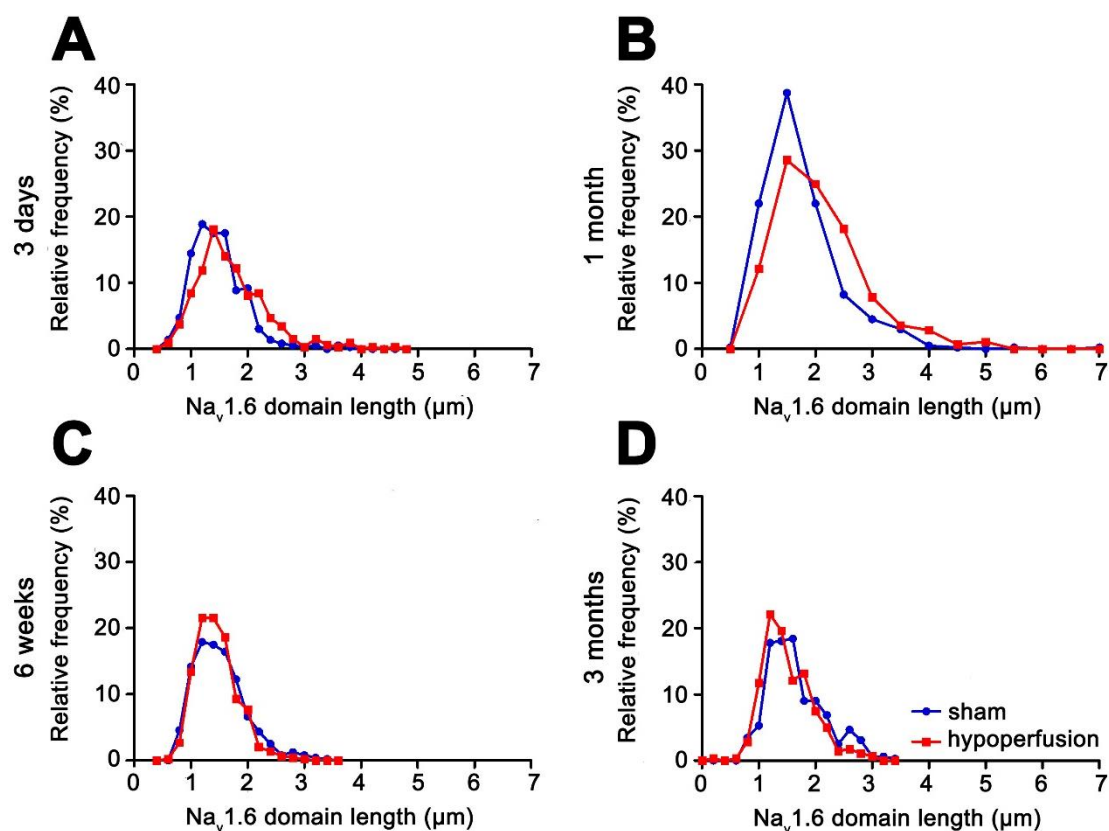 A
B
3 days
Relative frequency (%)
40
30
20
10
0
0 1 2 3 4 5 6 7
Naᵥ1.6 domain length (µm)
1 month
Relative frequency (%)
40
30
20
10
0
0 1 2 3 4 5 6 7
Naᵥ1.6 domain length (µm)
C
D
6 weeks
Relative frequency (%)
40
30
20
10
0
0 1 2 3 4 5 6 7
Naᵥ1.6 domain length (µm)
3 months
Relative frequency (%)
40
30
20
10
0
sham
hypoperfusion
0 1 2 3 4 5 6 7
Naᵥ1.6 domain length (µm)